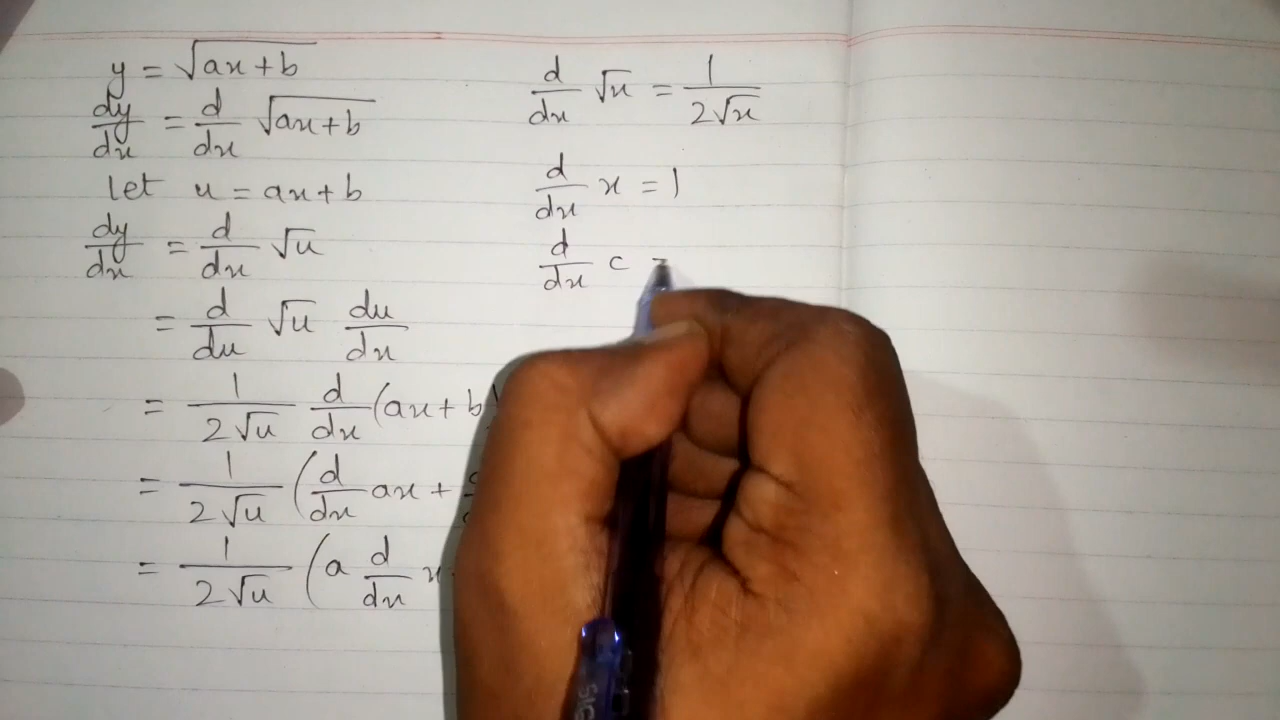 y = √ax+b
dy/dx = d/dx √ax+b
let u = ax+b
dy/dx = d/dx √u
= d/du √u du/dx
= 1/2√u d/dx (ax+b)
= 1/2√u (d/dx ax +
= 1/2√u (a d/dx x
d/dx √x = 1/2√x
d/dx x = 1
d/dx c =